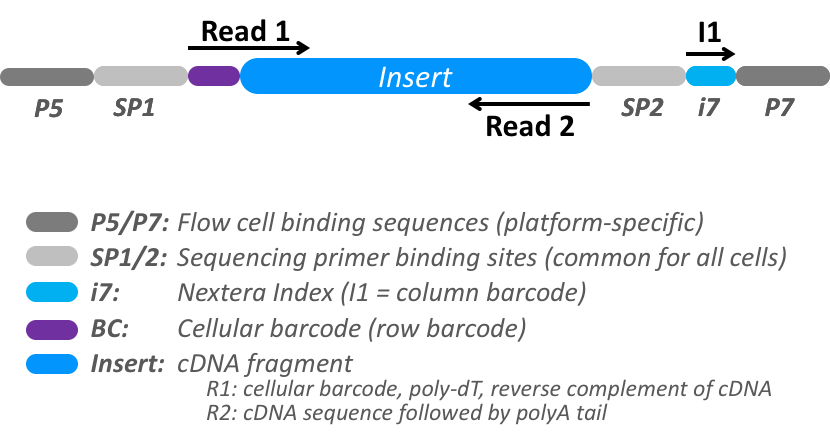 Read 1
I1
Insert
P5
SP1
Read 2
SP2
i7
P7
P5/P7: Flow cell binding sequences (platform-specific)
SP1/2: Sequencing primer binding sites (common for all cells)
i7: Nextera Index (I1 = column barcode)
BC: Cellular barcode (row barcode)
Insert: cDNA fragment
R1: cellular barcode, poly-dT, reverse complement of cDNA
R2: cDNA sequence followed by polyA tail